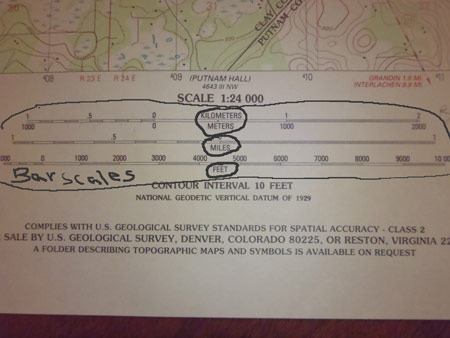 CLAY CO
PUTNAM CO
R 23 E R 24 E
(PUTNAM HALL)
4643 III NW
GRANDIN 1.6 MI.
INTERLACHEN 9.9 MI.
SCALE 1:24 000
1 .5 0 KILOMETERS 1 2
1000 0 METERS 1000 2000
1 .5 0 MILES 1
1000 0 1000 2000 3000 4000 5000 6000 7000 8000 9000 10 000
FEET
Bar scales
CONTOUR INTERVAL 10 FEET
NATIONAL GEODETIC VERTICAL DATUM OF 1929
COMPLIES WITH U.S. GEOLOGICAL SURVEY STANDARDS FOR SPATIAL ACCURACY - CLASS 2
SALE BY U.S. GEOLOGICAL SURVEY, DENVER, COLORADO 80225, OR RESTON, VIRGINIA 22
A FOLDER DESCRIBING TOPOGRAPHIC MAPS AND SYMBOLS IS AVAILABLE ON REQUEST